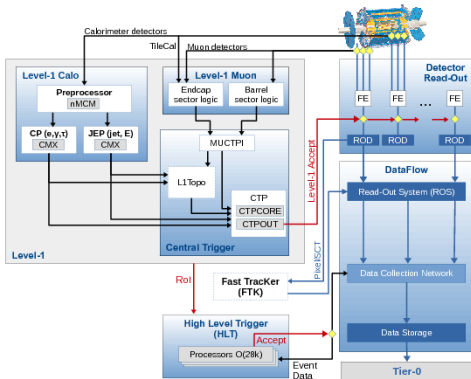 Calorimeter detectors
TileCal
Muon detectors
Detector
Read-Out
Level-1 Calo
Preprocessor
nMCM
CP (e,γ,τ)
CMX
JEP (jet, E)
CMX
Level-1 Muon
Endcap
sector logic
Barrel
sector logic
MUCTPI
L1Topo
CTP
CTPCORE
CTPOUT
Central Trigger
Level-1
Level-1 Accept
FE
FE
...
FE
ROD
ROD
ROD
DataFlow
Read-Out System (ROS)
Data Collection Network
Data Storage
Tier-0
Pixel/SCT
RoI
Fast TracKer
(FTK)
High Level Trigger
(HLT)
Accept
Processors O(28k)
Event
Data